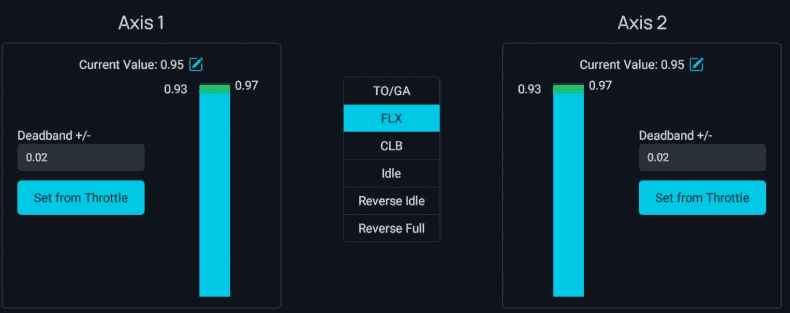 Axis 1
Current Value: 0.95
0.93
0.97
Deadband +/-
0.02
Set from Throttle
TO/GA
FLX
CLB
Idle
Reverse Idle
Reverse Full
Axis 2
Current Value: 0.95
0.93
0.97
Deadband +/-
0.02
Set from Throttle